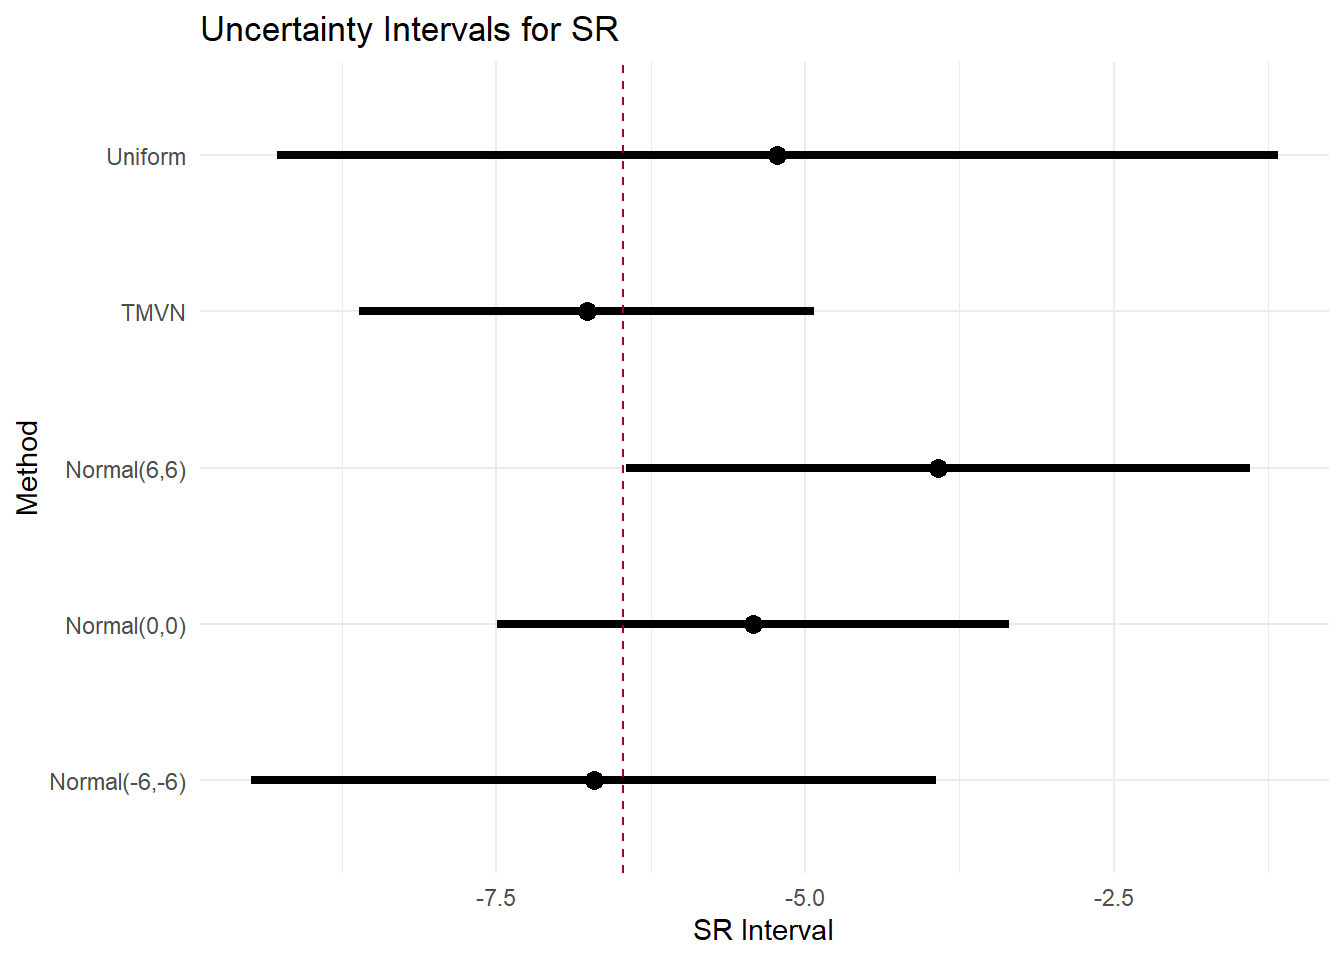 Uncertainty Intervals for SR
Uniform
TMVN
Normal(6,6)
Normal(0,0)
Normal(-6,-6)
Method
-7.5
-5.0
-2.5
SR Interval